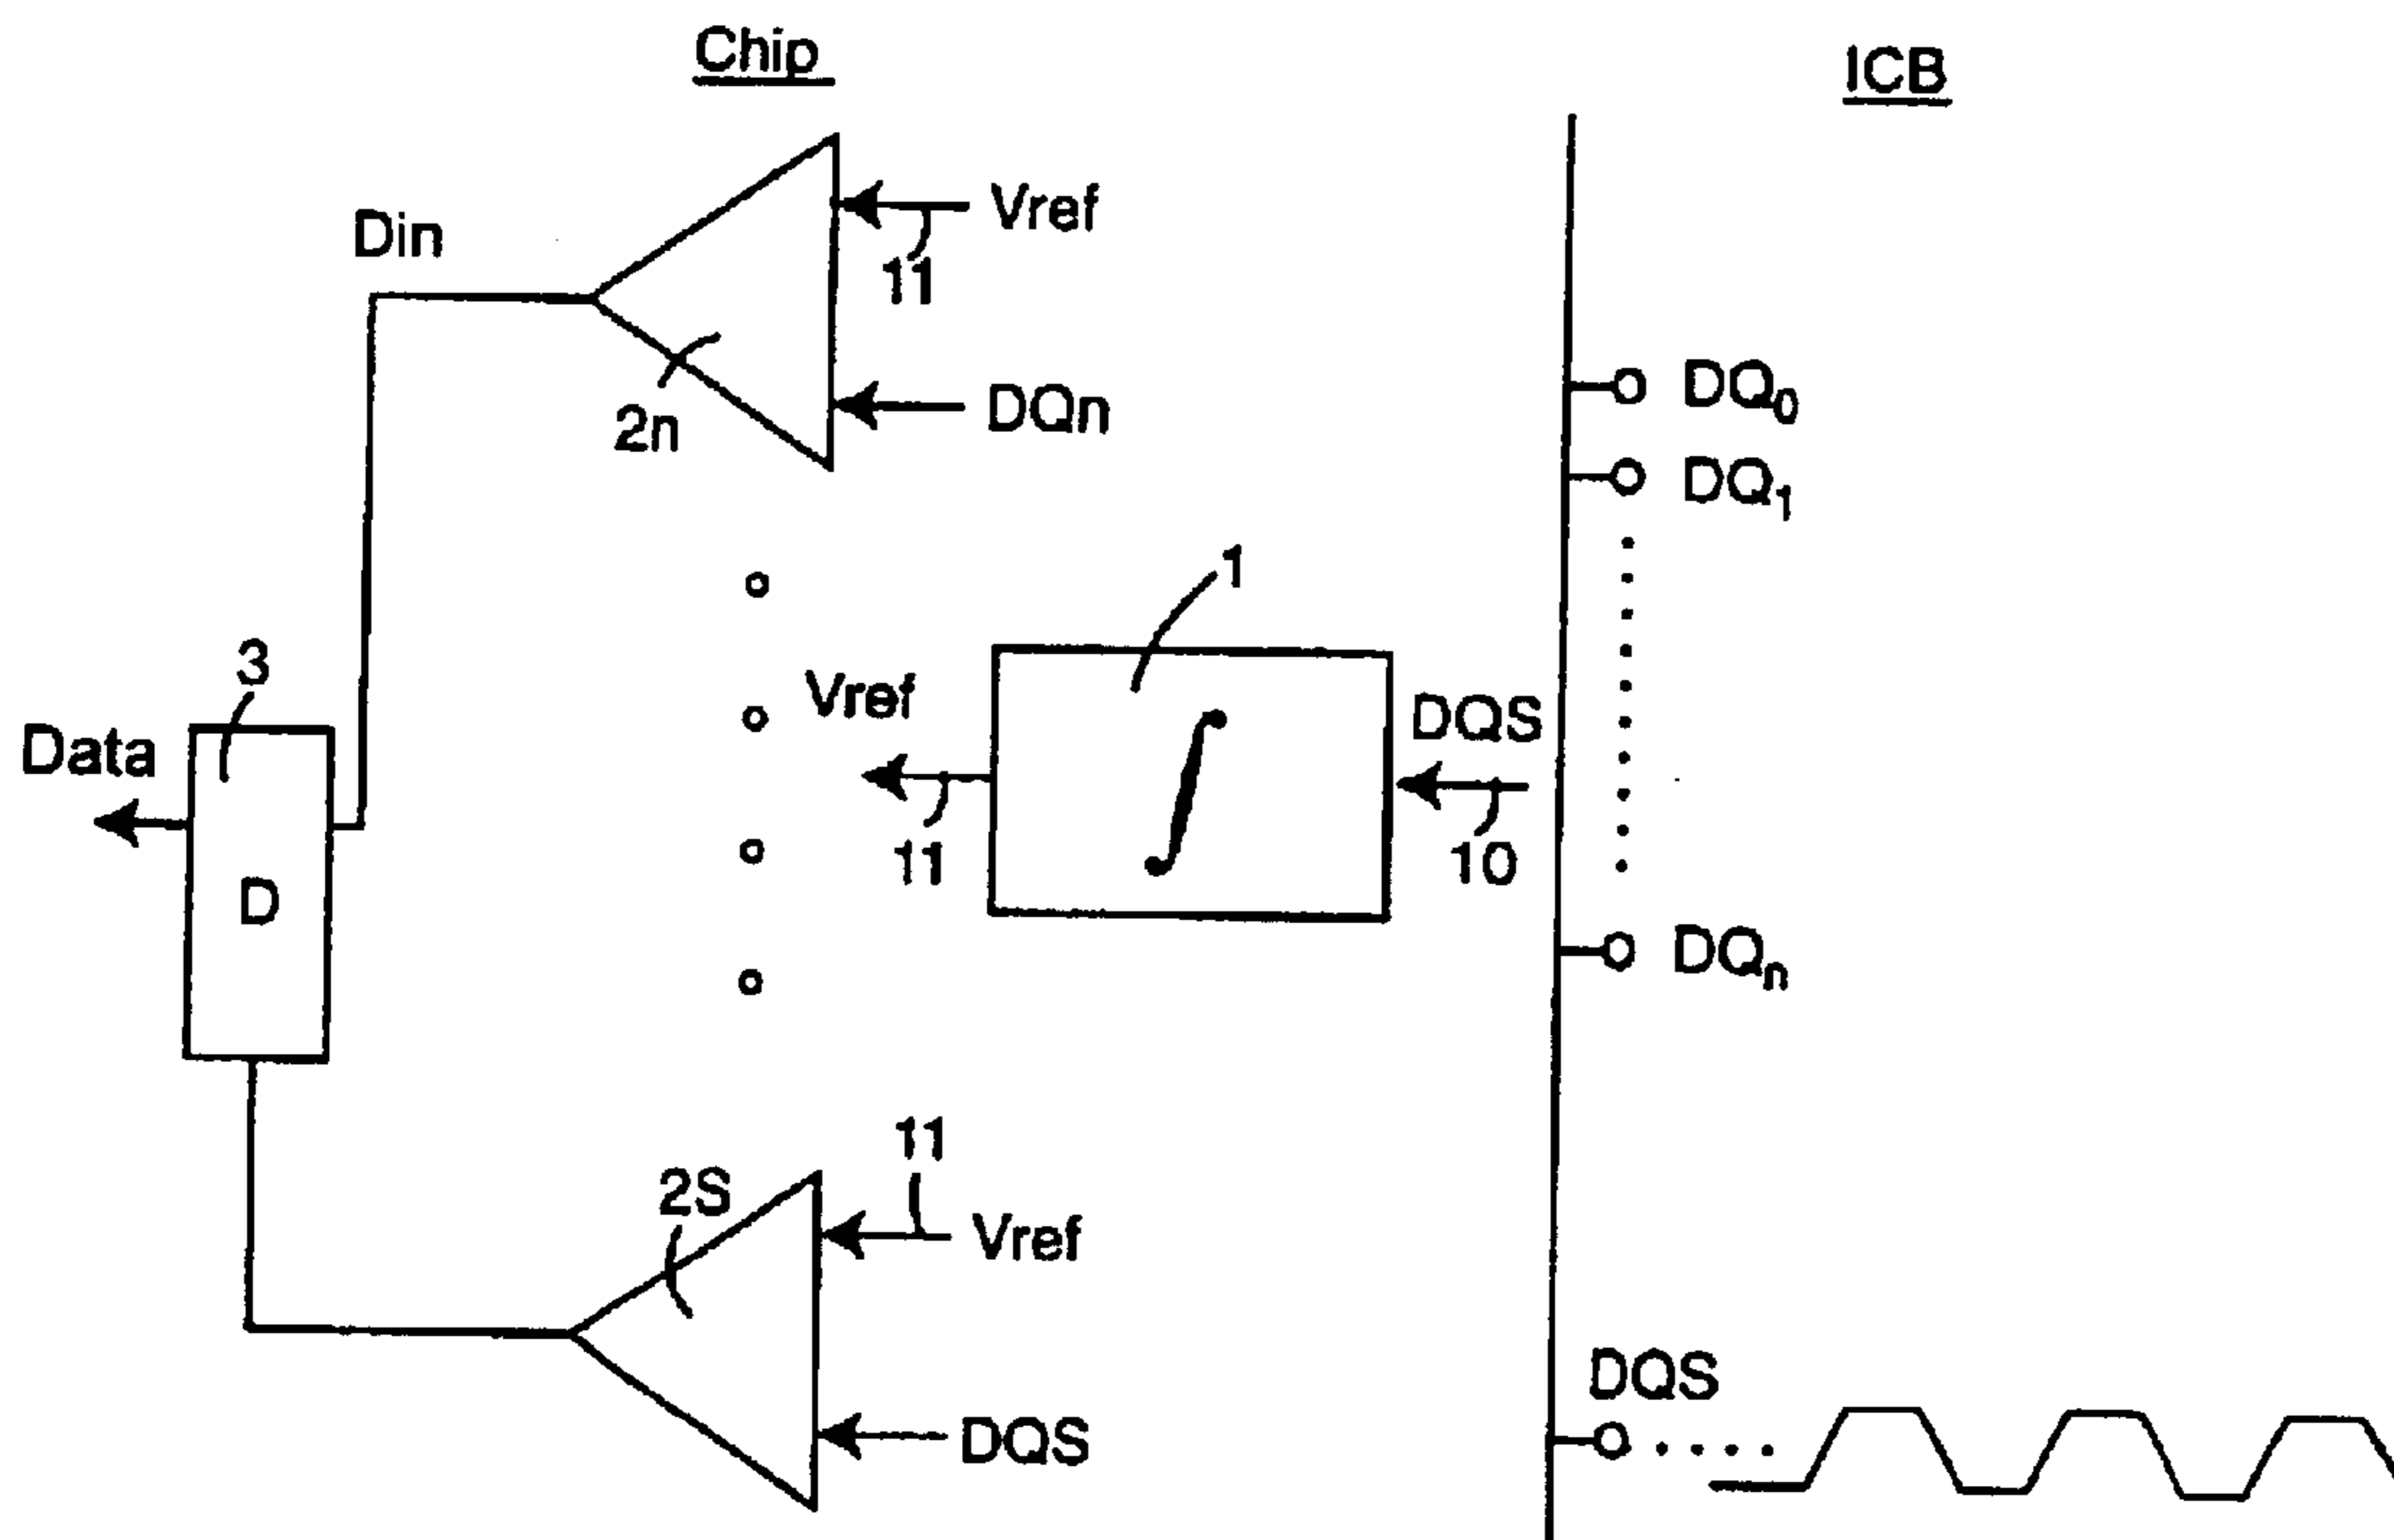 Chip
ICB
Vref
11
Din
DQn
2n
DQ0
DQ1
1
3
Vref
DQS
Data
11
10
D
DQn
11
2S
Vref
DQS
DQS